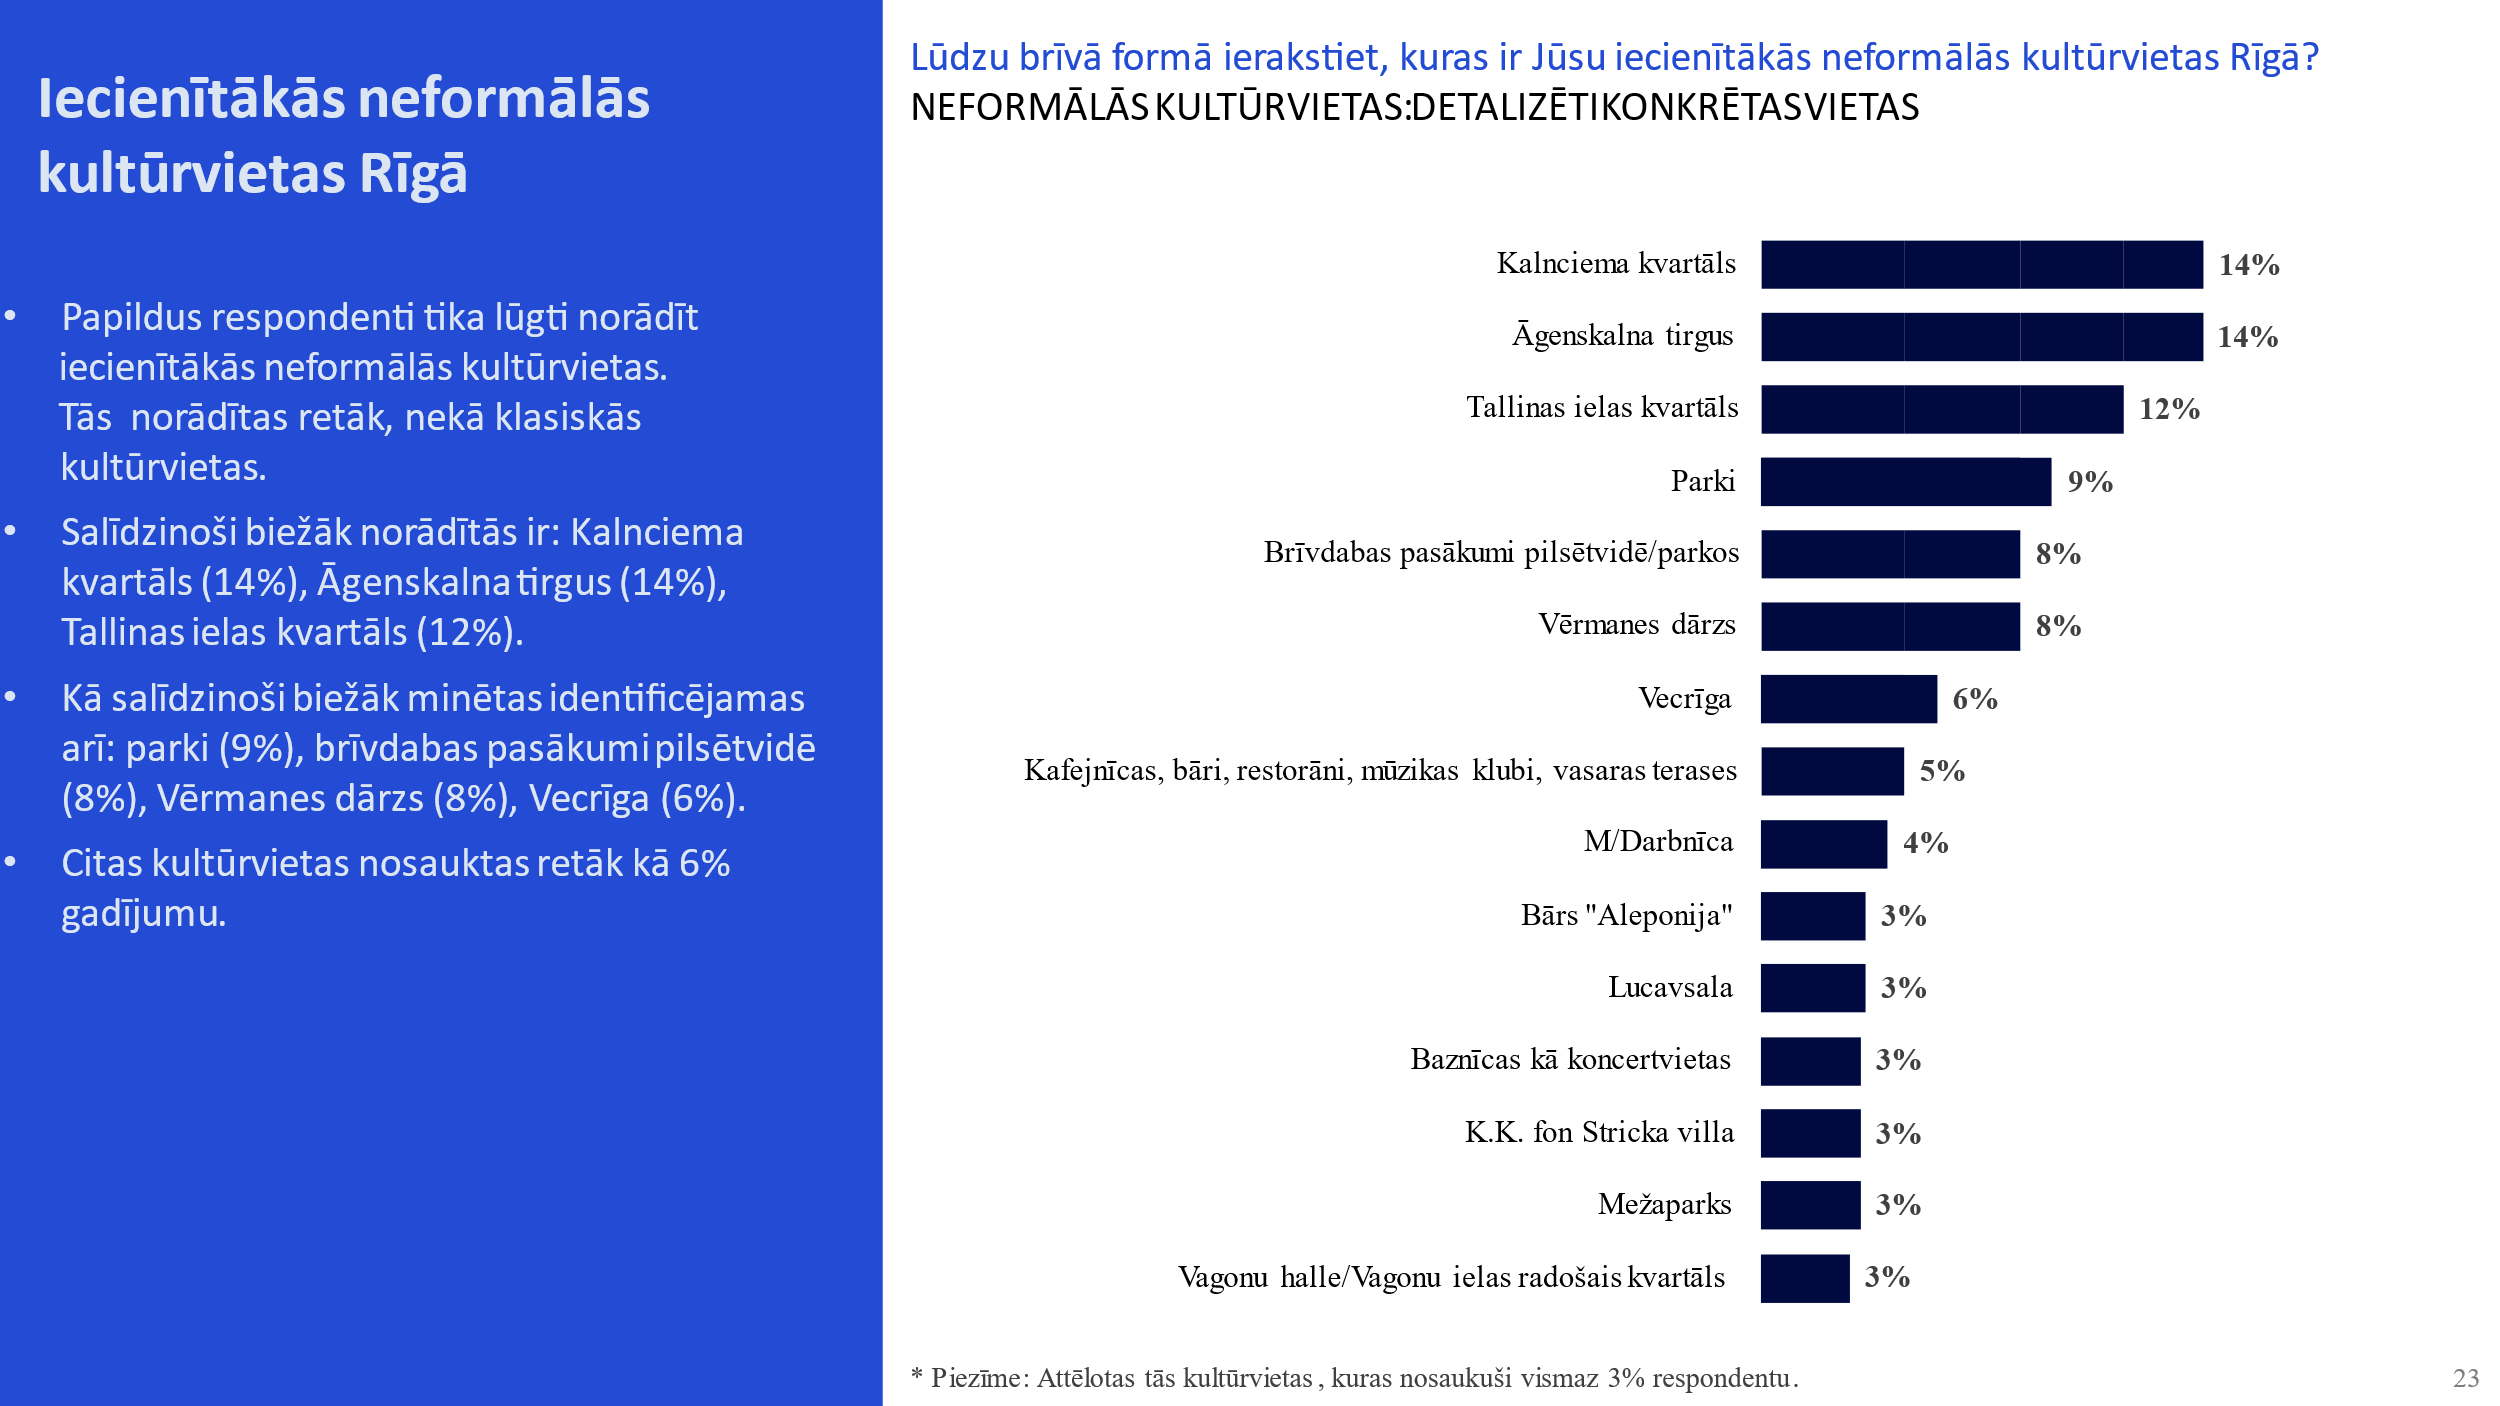 Iecienītākās neformālās
kultūrvietas Rīgā
• Papildus respondenti tika lūgti norādīt
iecienītākās neformālās kultūrvietas.
Tās norādītas retāk, nekā klasiskās
kultūrvietas.
• Salīdzinoši biežāk norādītās ir: Kalnciema
kvartāls (14%), Āgenskalna tirgus (14%),
Tallinas ielas kvartāls (12%).
• Kā salīdzinoši biežāk minētas identificējamas
arī: parki (9%), brīvdabas pasākumi pilsētvidē
(8%), Vērmanes dārzs (8%), Vecrīga (6%).
• Citas kultūrvietas nosauktas retāk kā 6%
gadījumu.
Lūdzu brīvā formā ierakstiet, kuras ir Jūsu iecienītākās neformālās kultūrvietas Rīgā?
NEFORMĀLĀS KULTŪRVIETAS:DETALIZĒTI KONKRĒTAS VIETAS
Kalnciema kvartāls 14%
Āgenskalna tirgus 14%
Tallinas ielas kvartāls 12%
Parki 9%
Brīvdabas pasākumi pilsētvidē/parkos 8%
Vērmanes dārzs 8%
Vecrīga 6%
Kafejnīcas, bāri, restorāni, mūzikas klubi, vasaras terases 5%
M/Darbnīca 4%
Bārs "Aleponija" 3%
Lucavsala 3%
Baznīcas kā koncertvietas 3%
K.K. fon Stricka villa 3%
Mežaparks 3%
Vagonu halle/Vagonu ielas radošais kvartāls 3%
* Piezīme: Attēlotas tās kultūrvietas, kuras nosaukuši vismaz 3% respondentu.
23